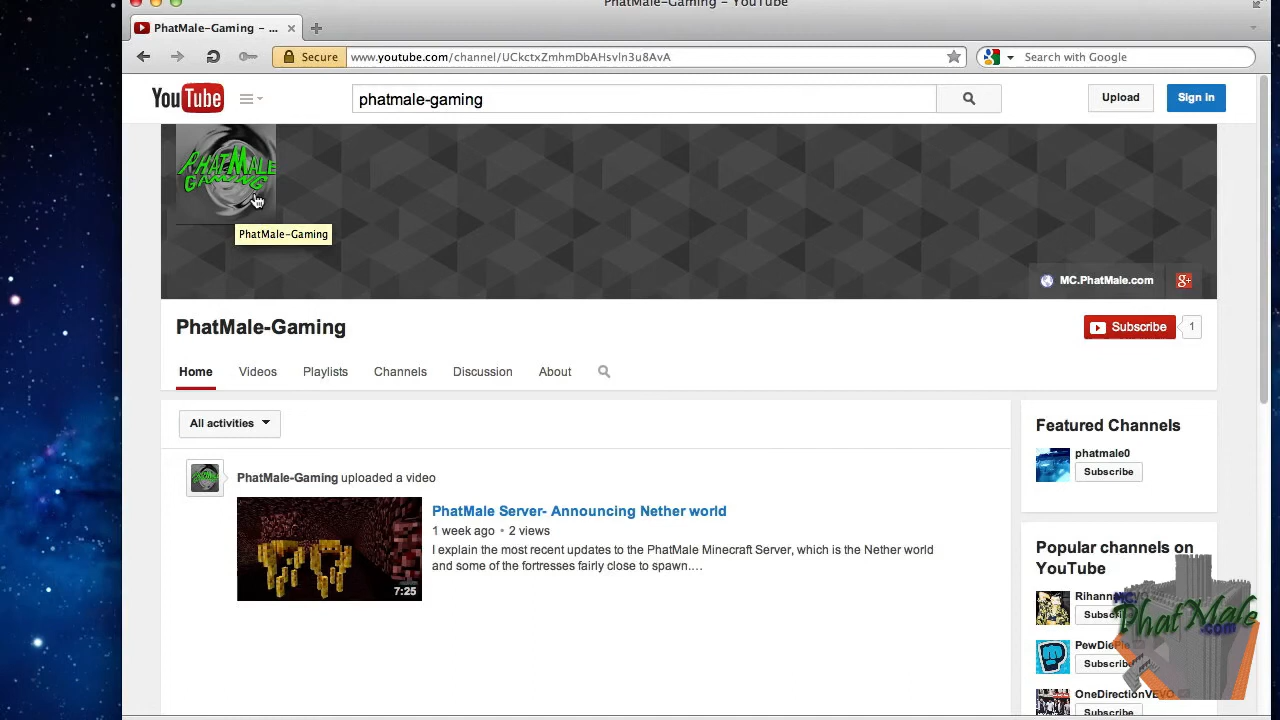 PhatMale-Gaming - YouTube
PhatMale-Gaming - ...
Secure
www.youtube.com/channel/UCkctxZmhmDbAHsvln3u8AvA
Search with Google
YouTube
phatmale-gaming
Upload
Sign In
PHATMALE
GAMING
PhatMale-Gaming
MC.PhatMale.com
g+
PhatMale-Gaming
Subscribe
1
Home
Videos
Playlists
Channels
Discussion
About
All activities
PhatMale-Gaming uploaded a video
PhatMale Server- Announcing Nether world
1 week ago • 2 views
I explain the most recent updates to the PhatMale Minecraft Server, which is the Nether world
and some of the fortresses fairly close to spawn....
7:25
Featured Channels
phatmale0
Subscribe
Popular channels on
YouTube
Subscribe
PewDiePie
Subscribe
OneDirectionVEVO
Subscribe
MC.
PhatMale
.com